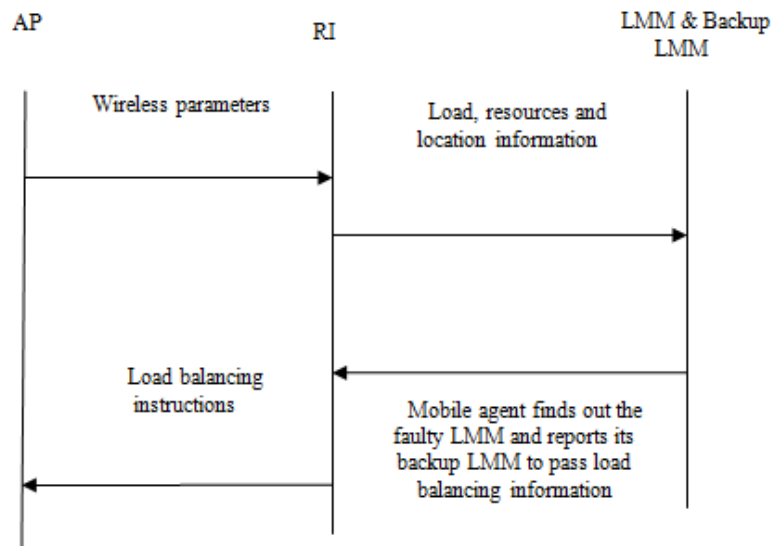 AP
RI
LMM & Backup
LMM
Wireless parameters
Load, resources and
location information
Load balancing
instructions
Mobile agent finds out the
faulty LMM and reports its
backup LMM to pass load
balancing information